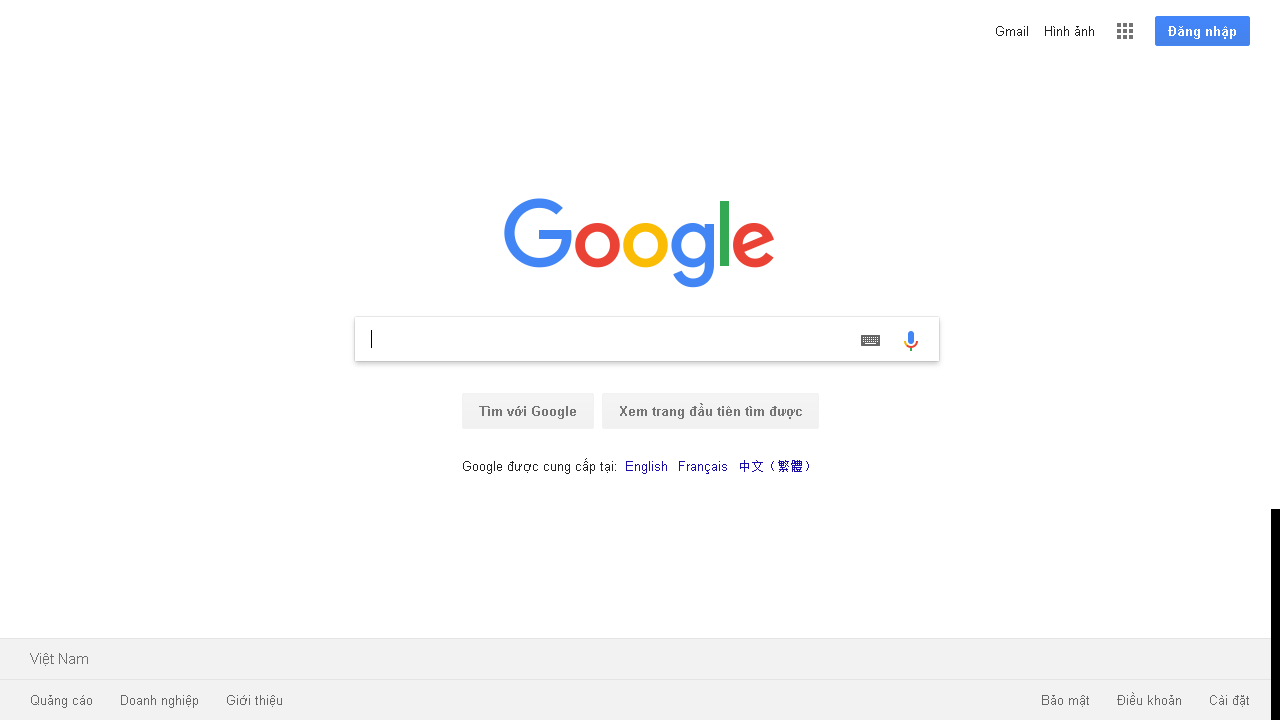 Gmail Hình ảnh Đăng nhập
Google
Tìm với Google Xem trang đầu tiên tìm được
Google được cung cấp tại: English Français 中文（繁體）
Việt Nam
Quảng cáo Doanh nghiệp Giới thiệu Bảo mật Điều khoản Cài đặt